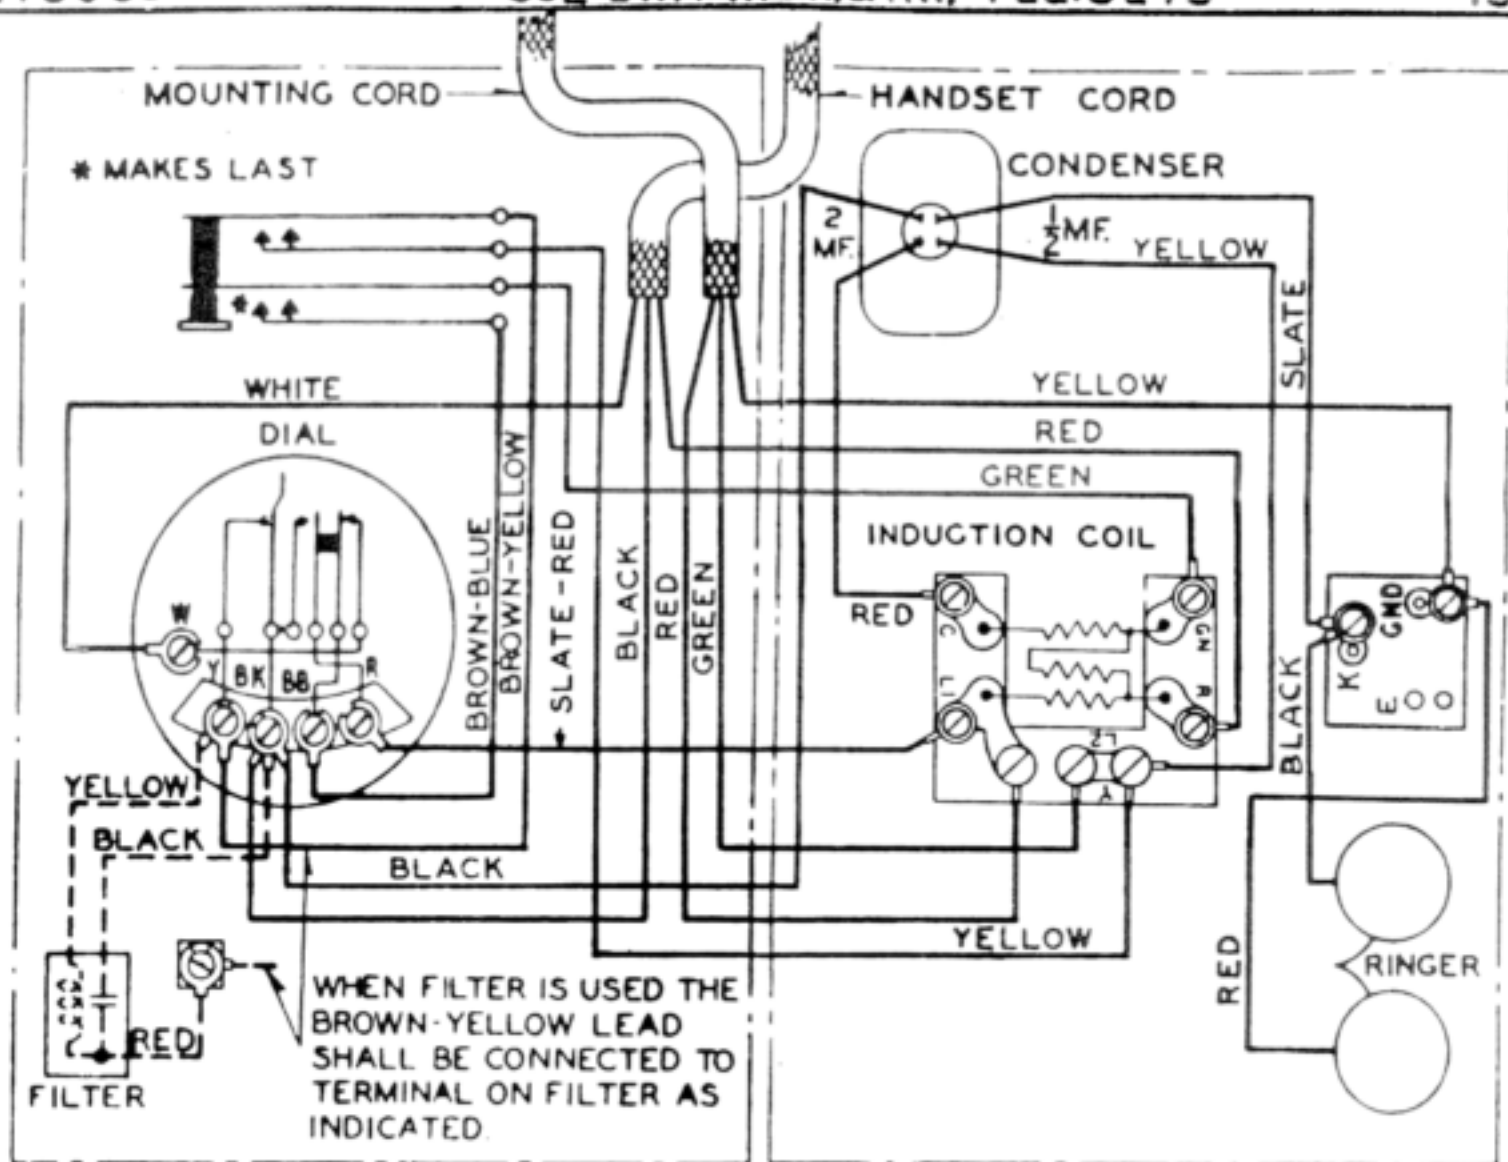 MOUNTING CORD
HANDSET CORD
* MAKES LAST
CONDENSER
2
MF.
½MF.
YELLOW
SLATE
WHITE
YELLOW
DIAL
RED
GREEN
BROWN-BLUE
BROWN-YELLOW
SLATE-RED
BLACK
RED
GREEN
INDUCTION COIL
RED
C
GN
GND
W
Y
BK
BB
R
L1
R
K
E
BLACK
L2
Y
YELLOW
BLACK
BLACK
YELLOW
RED
RINGER
WHEN FILTER IS USED THE
BROWN-YELLOW LEAD
SHALL BE CONNECTED TO
TERMINAL ON FILTER AS
INDICATED.
RED
FILTER